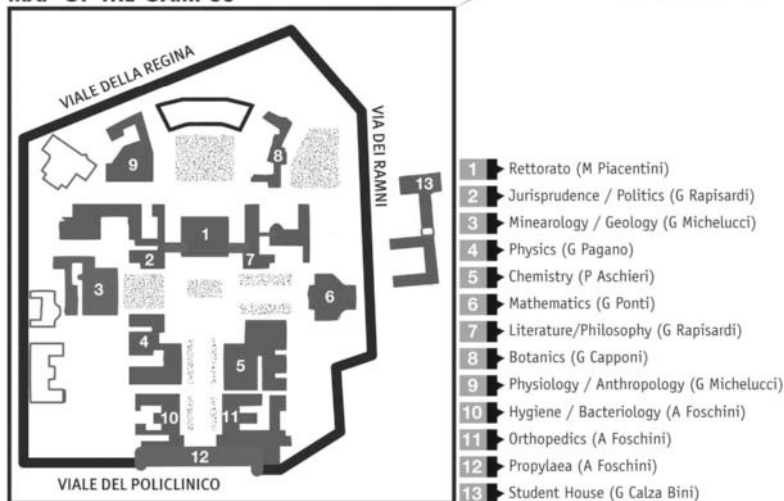 MAP OF THE CAMPUS
VIALE DELLA REGINA
VIA DEI RAMNI
9
8
13
1
2
7
3
6
4
5
10
11
12
VIALE DEL POLICLINICO
1 Rettorato (M Piacentini)
2 Jurisprudence / Politics (G Rapisardi)
3 Minearology / Geology (G Michelucci)
4 Physics (G Pagano)
5 Chemistry (P Aschieri)
6 Mathematics (G Ponti)
7 Literature/Philosophy (G Rapisardi)
8 Botanics (G Capponi)
9 Physiology / Anthropology (G Michelucci)
10 Hygiene / Bacteriology (A Foschini)
11 Orthopedics (A Foschini)
12 Propylaea (A Foschini)
13 Student House (G Calza Bini)